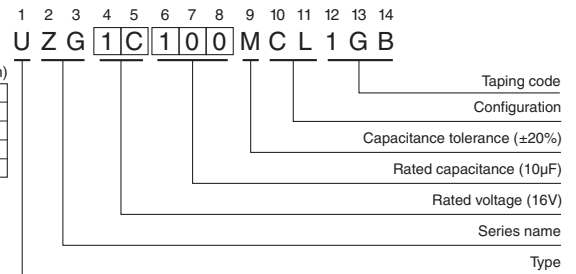 1 2 3 4 5 6 7 8 9 10 11 12 13 14
U Z G 1 C 1 0 0 M C L 1 G B
)
Taping code
Configuration
Capacitance tolerance (±20%)
Rated capacitance (10µF)
Rated voltage (16V)
Series name
Type